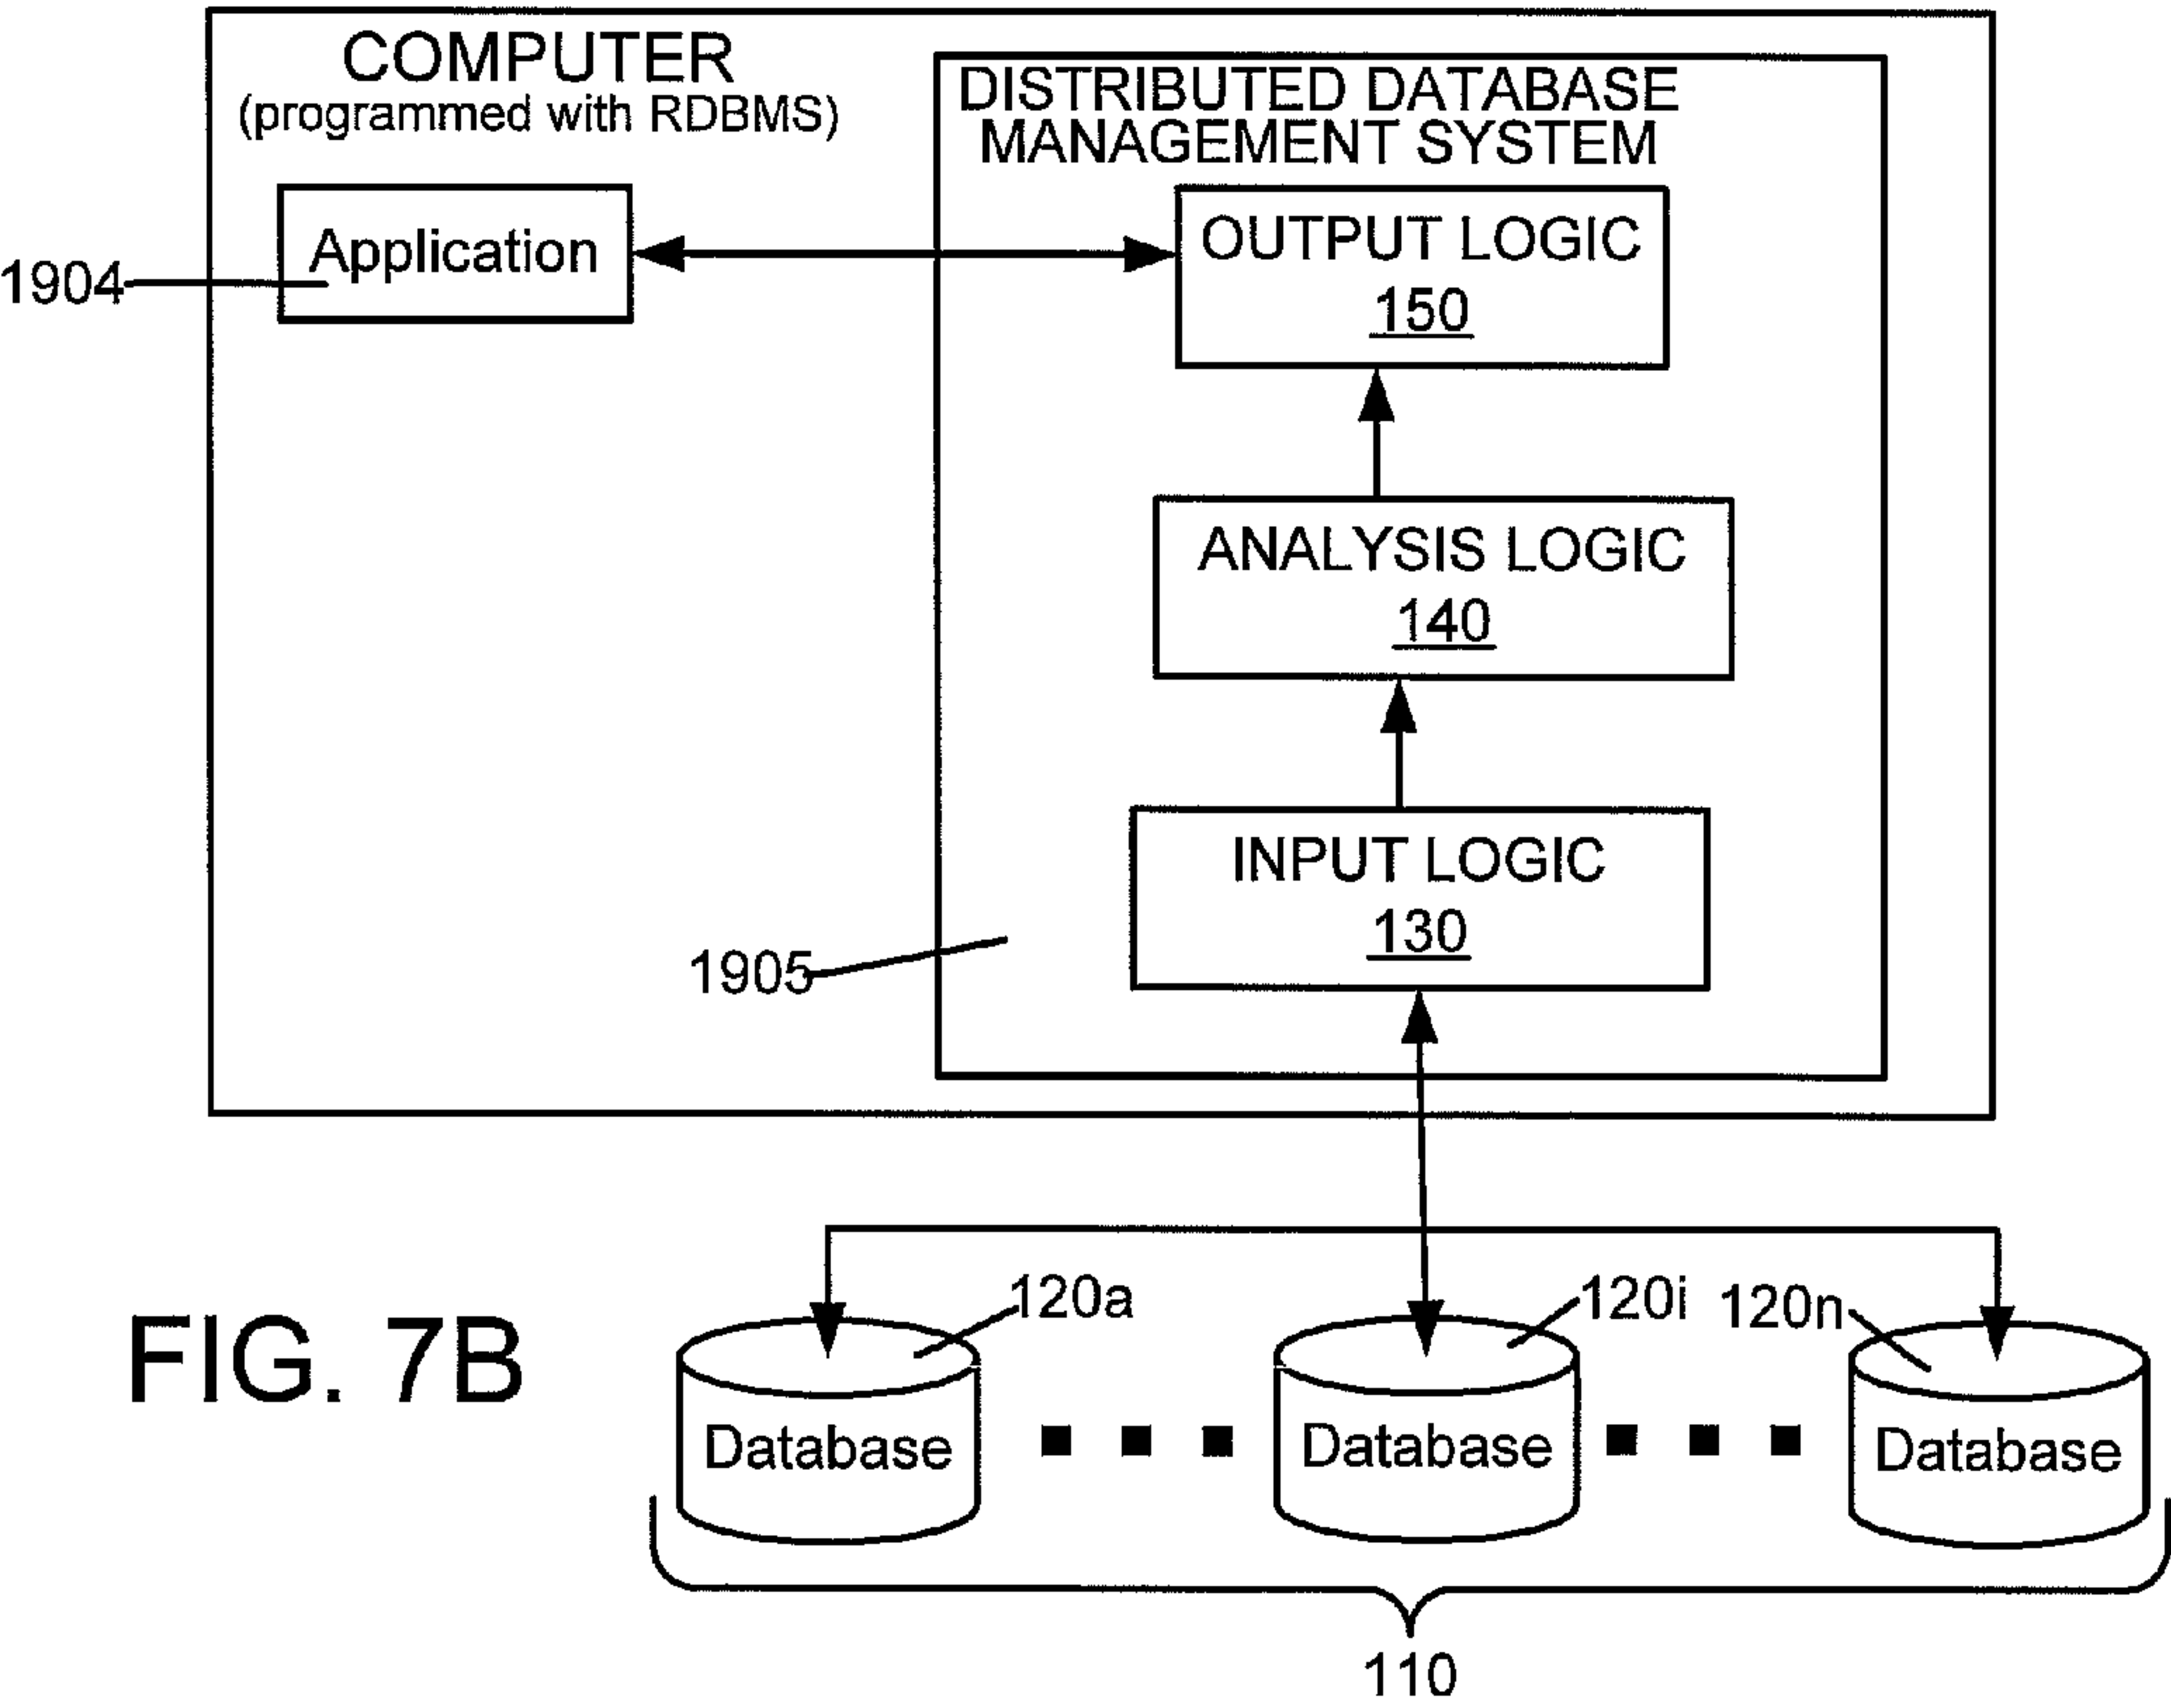 COMPUTER
(programmed with RDBMS)
DISTRIBUTED DATABASE
MANAGEMENT SYSTEM
Application
1904
OUTPUT LOGIC
150
ANALYSIS LOGIC
140
INPUT LOGIC
130
1905
120a
120i
120n
FIG. 7B
Database
Database
Database
110